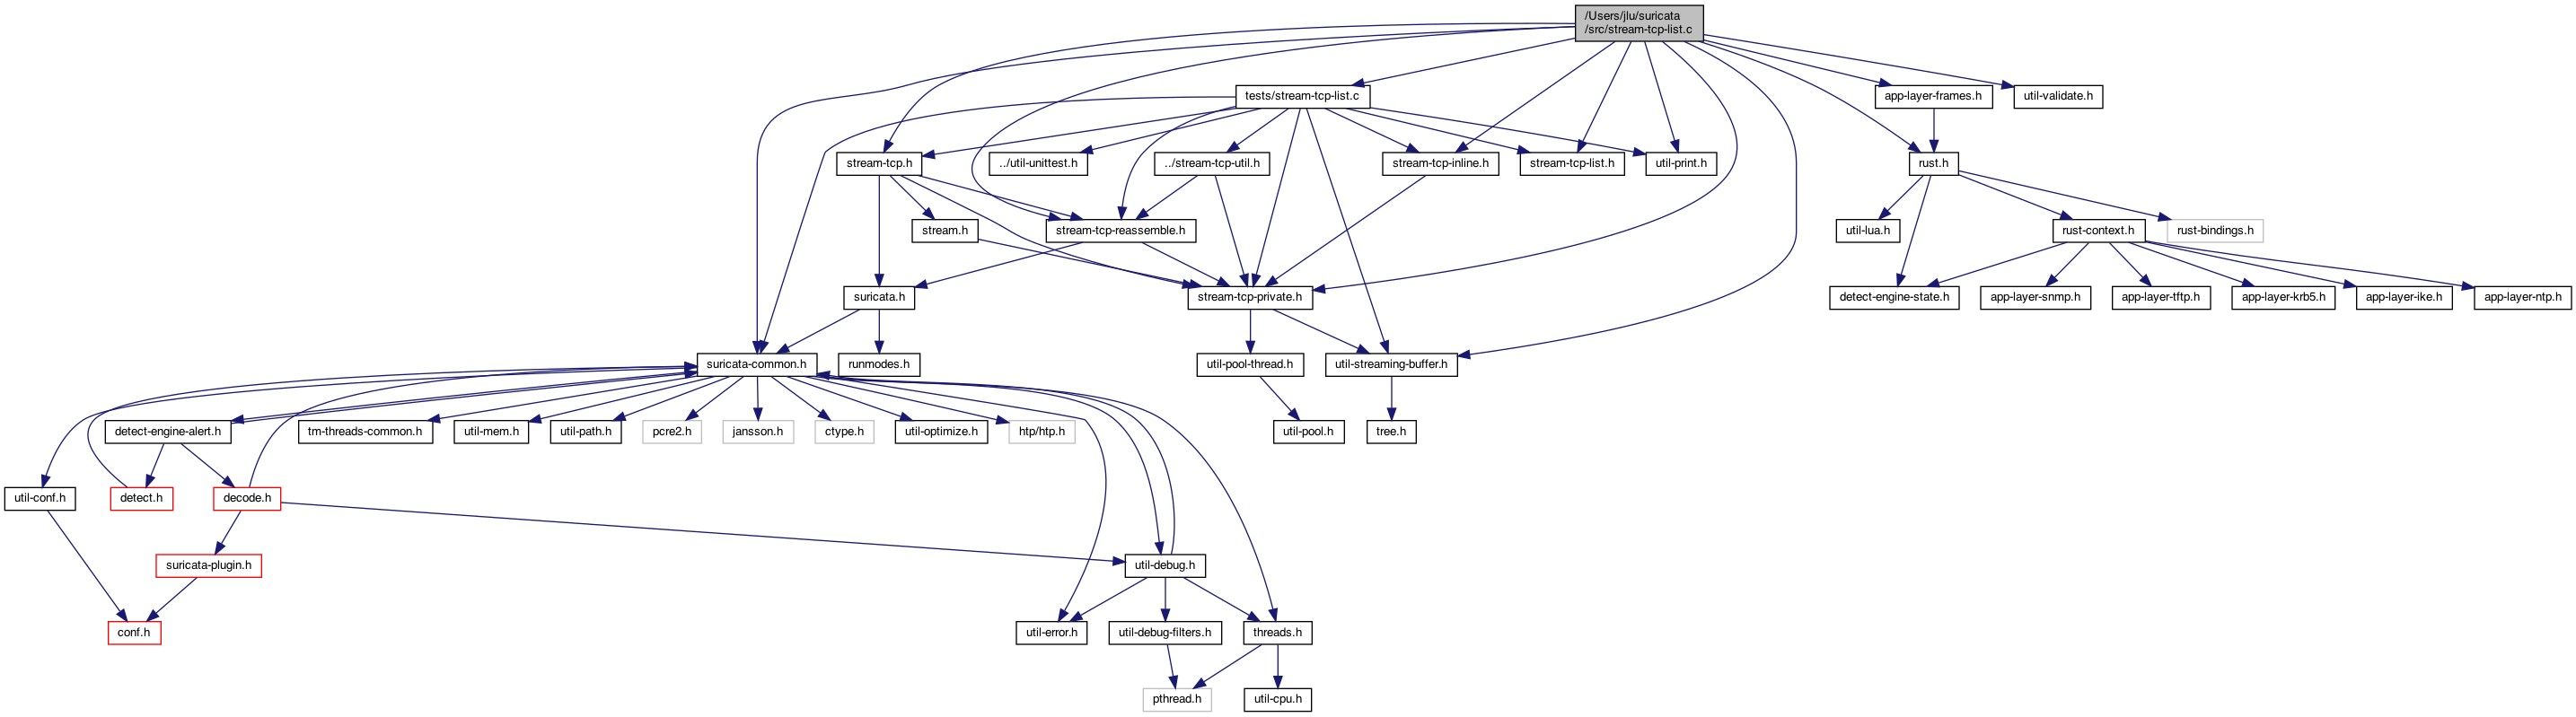 /Users/jlu/suricata
/src/stream-tcp-list.c
tests/stream-tcp-list.c
app-layer-frames.h
util-validate.h
stream-tcp.h
../util-unittest.h
../stream-tcp-util.h
stream-tcp-inline.h
stream-tcp-list.h
util-print.h
rust.h
stream.h
stream-tcp-reassemble.h
util-lua.h
rust-context.h
rust-bindings.h
suricata.h
stream-tcp-private.h
detect-engine-state.h
app-layer-snmp.h
app-layer-tftp.h
app-layer-krb5.h
app-layer-ike.h
app-layer-ntp.h
suricata-common.h
runmodes.h
util-pool-thread.h
util-streaming-buffer.h
detect-engine-alert.h
tm-threads-common.h
util-mem.h
util-path.h
pcre2.h
jansson.h
ctype.h
util-optimize.h
htp/htp.h
util-pool.h
tree.h
util-conf.h
detect.h
decode.h
suricata-plugin.h
util-debug.h
conf.h
util-error.h
util-debug-filters.h
threads.h
pthread.h
util-cpu.h